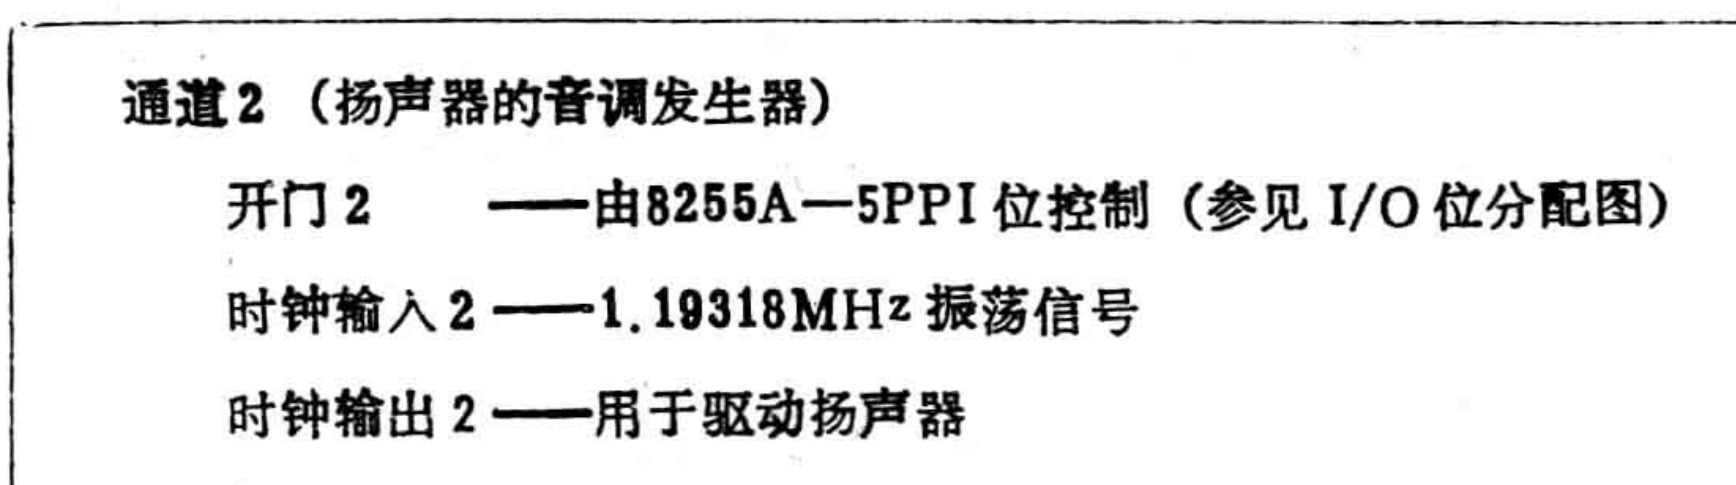 通道2（扬声器的音调发生器）
开门2 ——由8255A—5PPI位控制（参见I/O位分配图）
时钟输入2——1.19318MHz振荡信号
时钟输出2——用于驱动扬声器